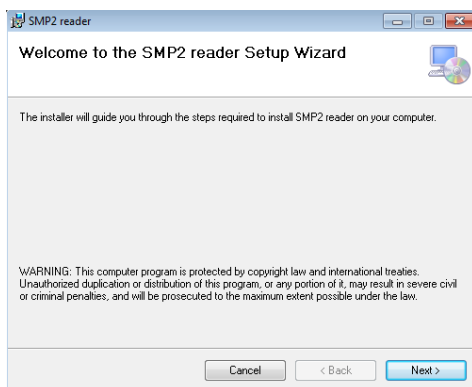 SMP2 reader
Welcome to the SMP2 reader Setup Wizard
The installer will guide you through the steps required to install SMP2 reader on your computer.
WARNING: This computer program is protected by copyright law and international treaties.
Unauthorized duplication or distribution of this program, or any portion of it, may result in severe civil
or criminal penalties, and will be prosecuted to the maximum extent possible under the law.
Cancel
< Back
Next >